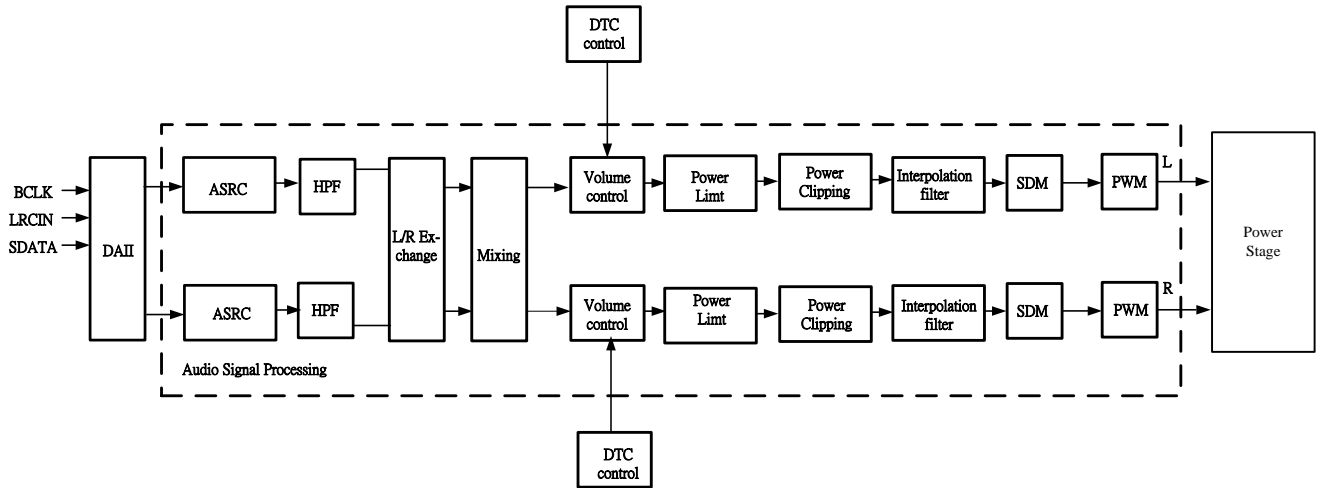 DTC
control
BCLK
LRCIN
SDATA
DAII
ASRC
HPF
L/R Ex-
change
Mixing
Volume
control
Power
Limt
Power
Clipping
Interpolation
filter
SDM
PWM
L
Power
Stage
ASRC
HPF
Volume
control
Power
Limt
Power
Clipping
Interpolation
filter
SDM
PWM
R
Audio Signal Processing
DTC
control